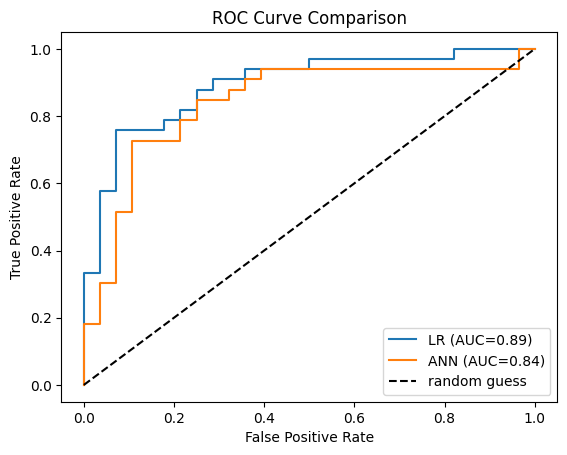 ROC Curve Comparison
True Positive Rate
1.0
0.8
0.6
0.4
0.2
0.0
LR (AUC=0.89)
ANN (AUC=0.84)
random guess
0.0 0.2 0.4 0.6 0.8 1.0
False Positive Rate